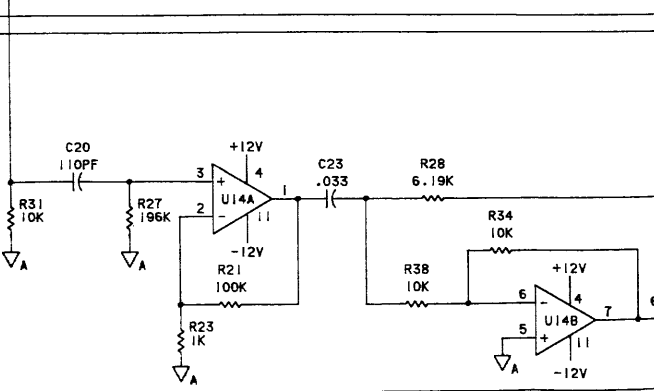 C20
110PF
+12V
3
4
+
U14A
1
2
-
11
-12V
R31
10K
R27
196K
A
A
R21
100K
R23
1K
A
C23
.033
R28
6.19K
R34
10K
R38
10K
+12V
6
4
-
U14B
7
6
5
+
11
-12V
A